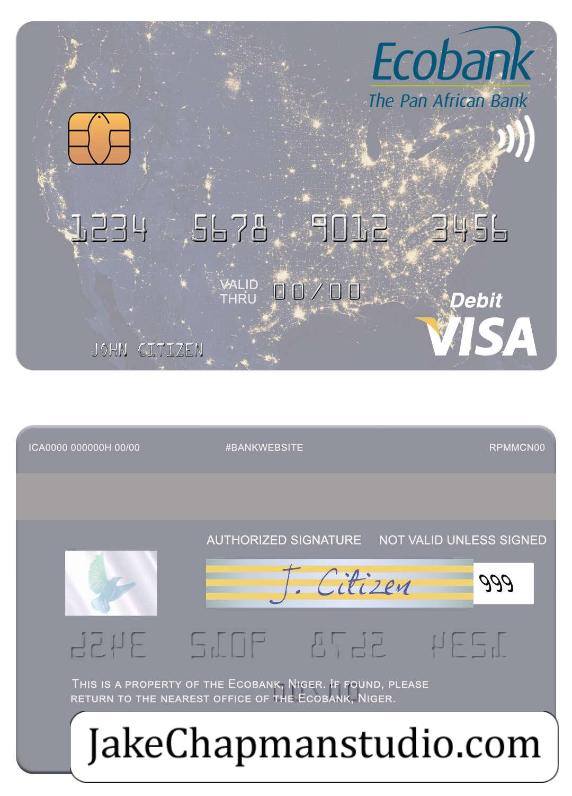 Ecobank
The Pan African Bank
1234 5678 9012 3456
VALID THRU 00/00
Debit
JOHN CITIZEN
VISA
ICA0000 000000H 00/00 #BANKWEBSITE RPMMCN00
AUTHORIZED SIGNATURE NOT VALID UNLESS SIGNED
J. Citizen 999
THIS IS A PROPERTY OF THE ECOBANK, NIGER. IF FOUND, PLEASE
RETURN TO THE NEAREST OFFICE OF THE ECOBANK, NIGER.
JakeChapmanstudio.com